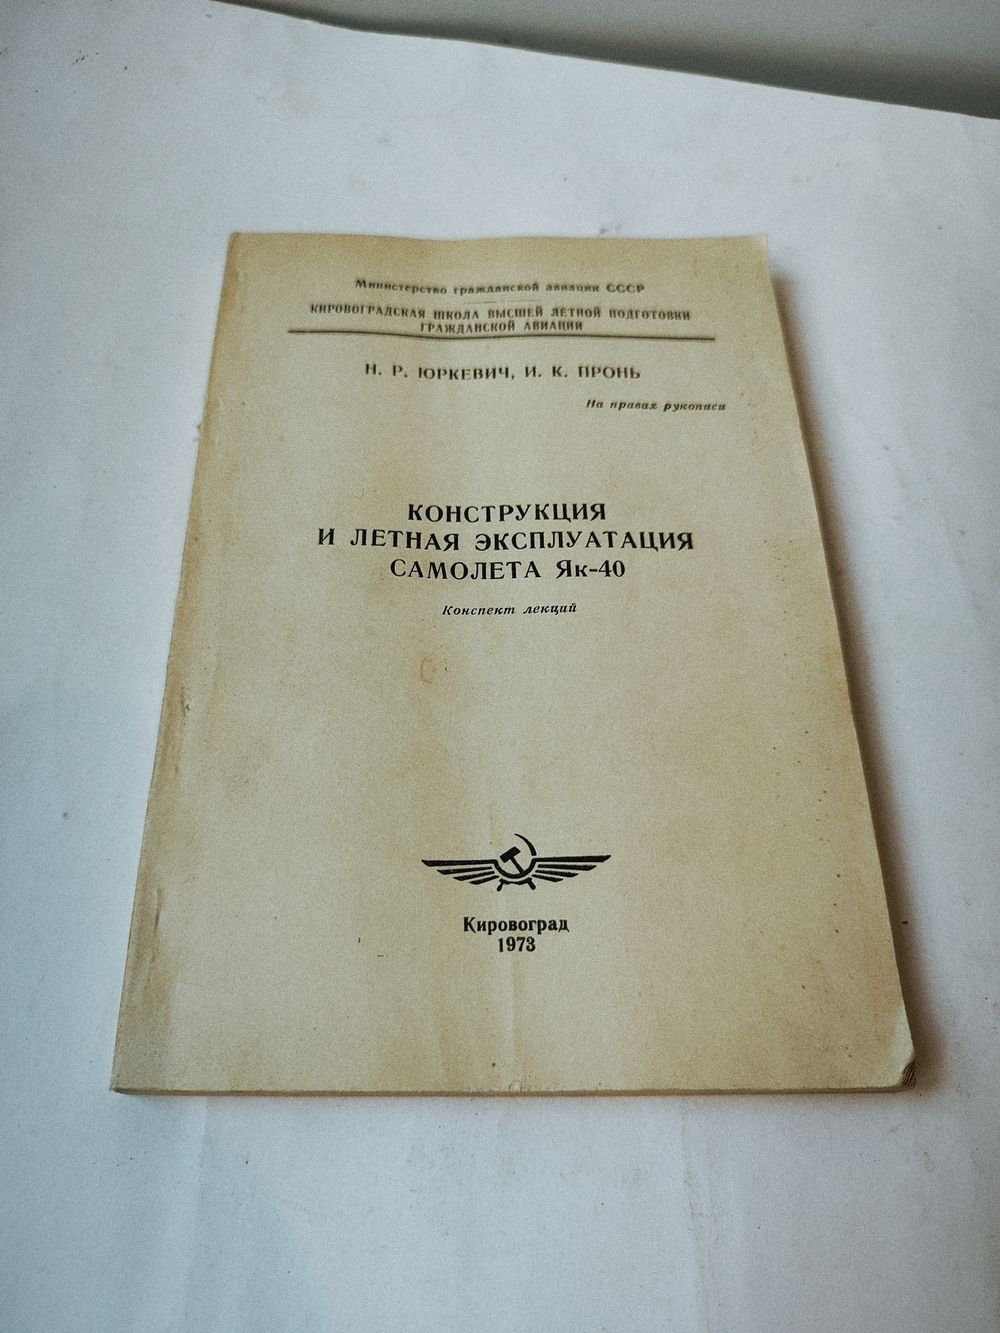 Министерство гражданской авиации СССР
КИРОВОГРАДСКАЯ ШКОЛА ВЫСШЕЙ ЛЕТНОЙ ПОДГОТОВКИ
ГРАЖДАНСКОЙ АВИАЦИИ
Н. Р. ЮРКЕВИЧ, И. К. ПРОНЬ
На правах рукописи
КОНСТРУКЦИЯ
И ЛЕТНАЯ ЭКСПЛУАТАЦИЯ
САМОЛЕТА Як-40
Конспект лекций
Кировоград
1973